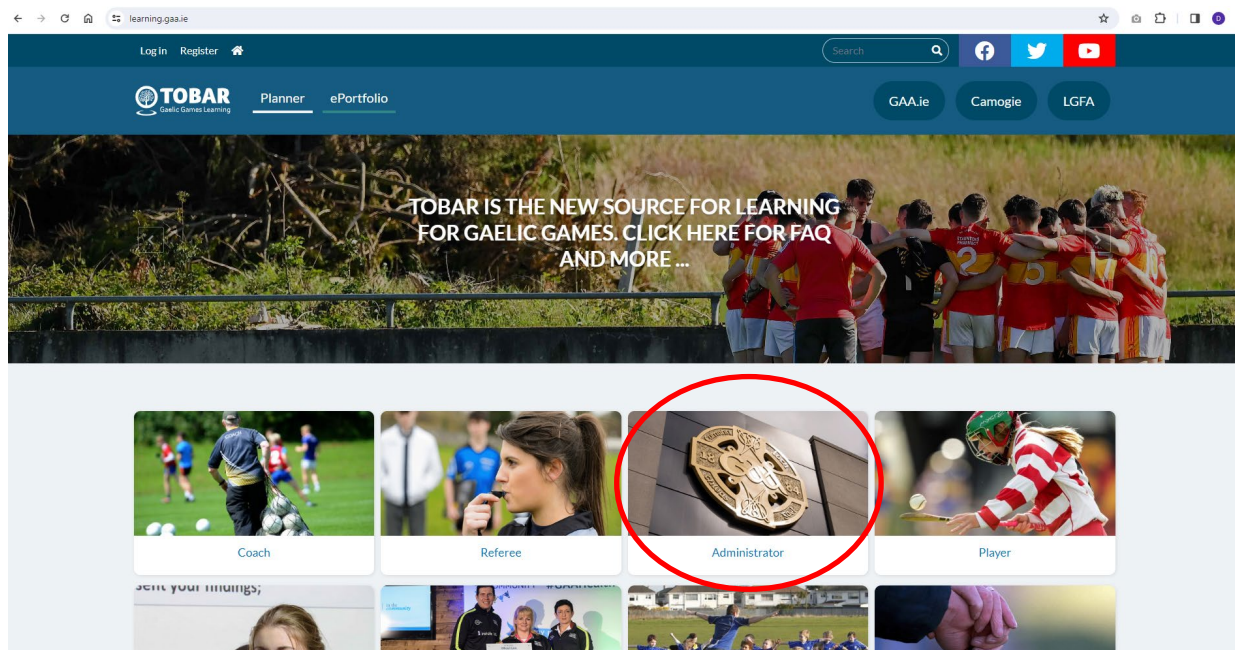 learning.gaa.ie
Log in Register
Search
TOBAR
Gaelic Games Learning
Planner ePortfolio
GAA.ie Camogie LGFA
TOBAR IS THE NEW SOURCE FOR LEARNING
FOR GAELIC GAMES. CLICK HERE FOR FAQ
AND MORE ...
Coach
Referee
Administrator
Player
sent your findings;